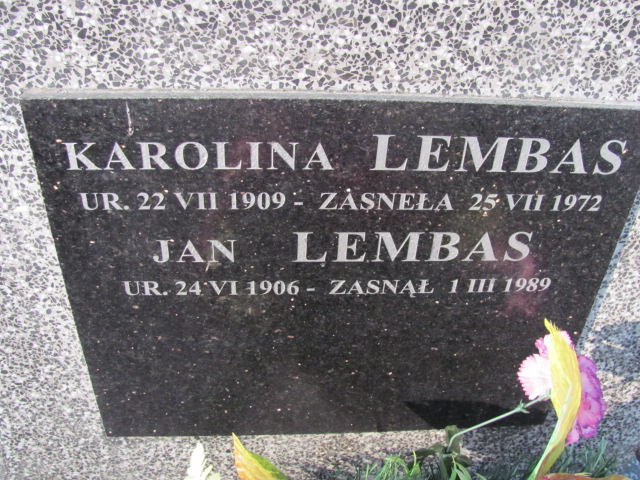 KAROLINA LEMBAS
UR. 22 VII 1909 - ZASNEŁA 25 VII 1972
JAN LEMBAS
UR. 24 VI 1906 - ZASNĄŁ 1 III 1989